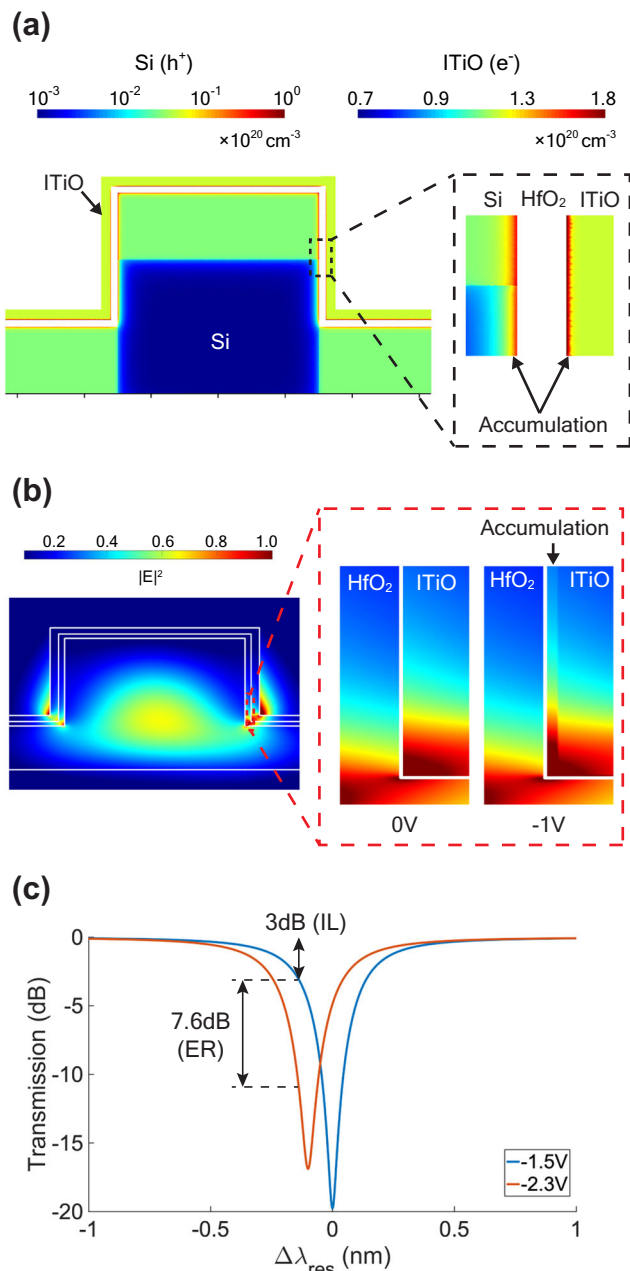 (a)
Si (h⁺)
ITiO (e⁻)
10⁻³ 10⁻² 10⁻¹ 10⁰
0.7 0.9 1.3 1.8
×10²⁰ cm⁻³
×10²⁰ cm⁻³
ITiO
Si HfO₂ ITiO
Si
Accumulation
(b)
0.2 0.4 0.6 0.8 1.0
|E|²
Accumulation
HfO₂ ITiO HfO₂ ITiO
0V -1V
(c)
3dB (IL)
7.6dB
(ER)
Transmission (dB)
0
-5
-10
-15
-20
-1 -0.5 0 0.5 1
Δλres (nm)
-1.5V
-2.3V